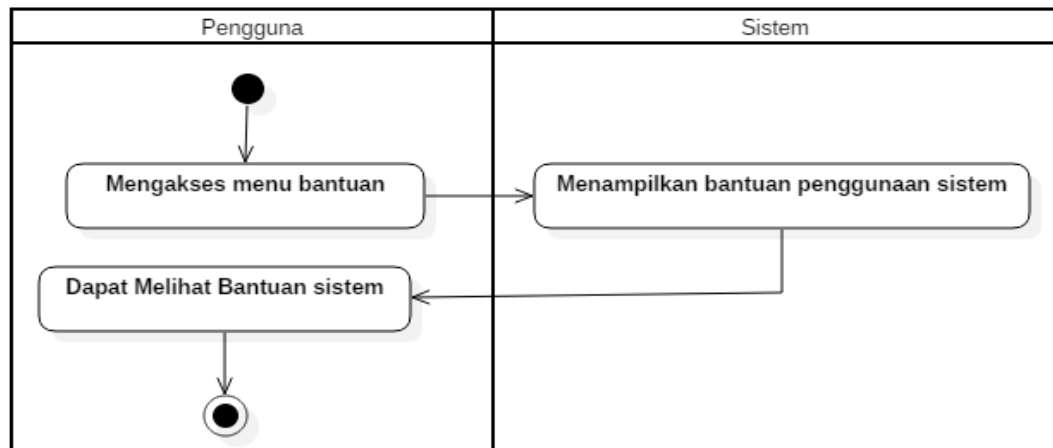 Pengguna
Sistem
Mengakses menu bantuan
Menampilkan bantuan penggunaan sistem
Dapat Melihat Bantuan sistem